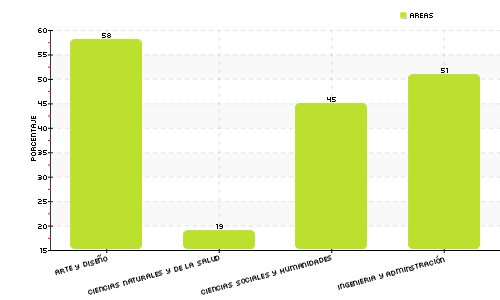 AREAS
60
55
50
45
40
35
30
25
20
15
PORCENTAJE
58
19
45
51
ARTE Y DISEÑO
CIENCIAS NATURALES Y DE LA SALUD
CIENCIAS SOCIALES Y HUMANIDADES
INGENIERIA Y ADMINSTRACIÓN